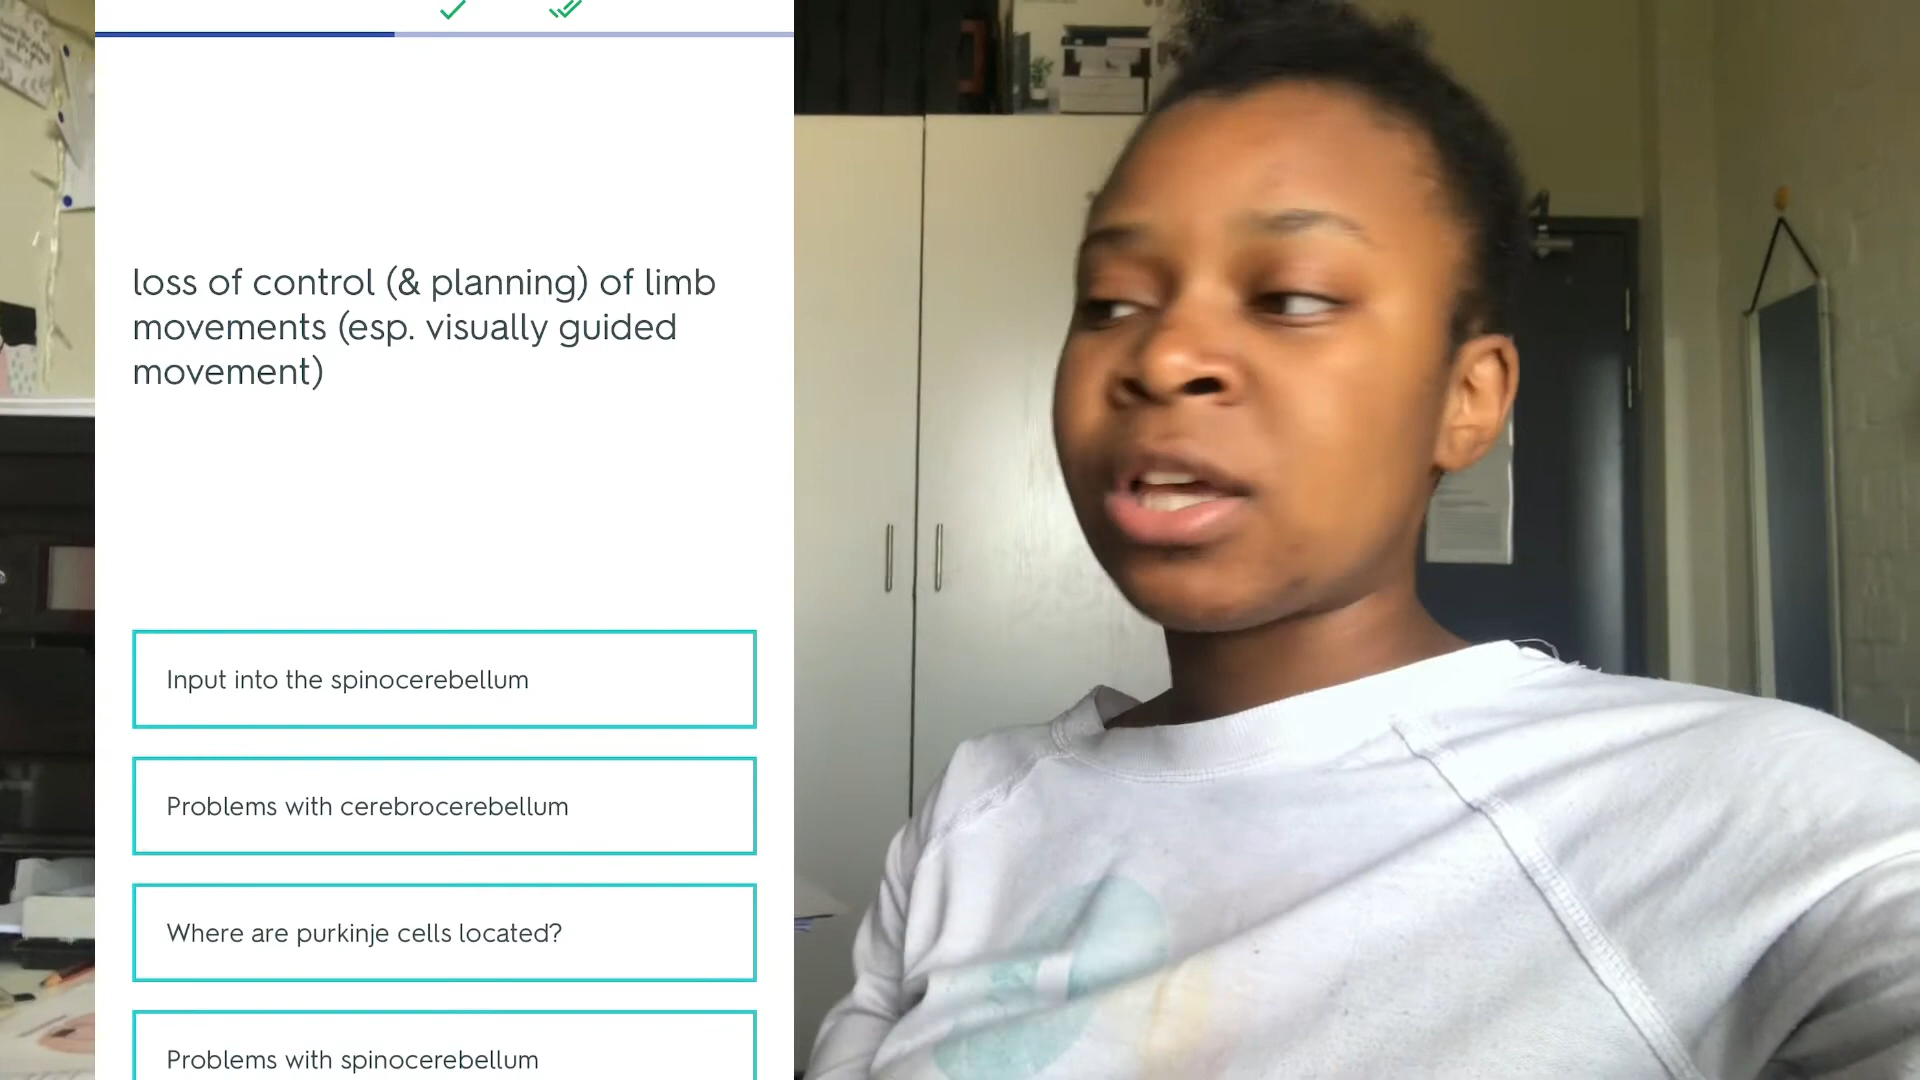 loss of control (& planning) of limb
movements (esp. visually guided
movement)
Input into the spinocerebellum
Problems with cerebrocerebellum
Where are purkinje cells located?
Problems with spinocerebellum